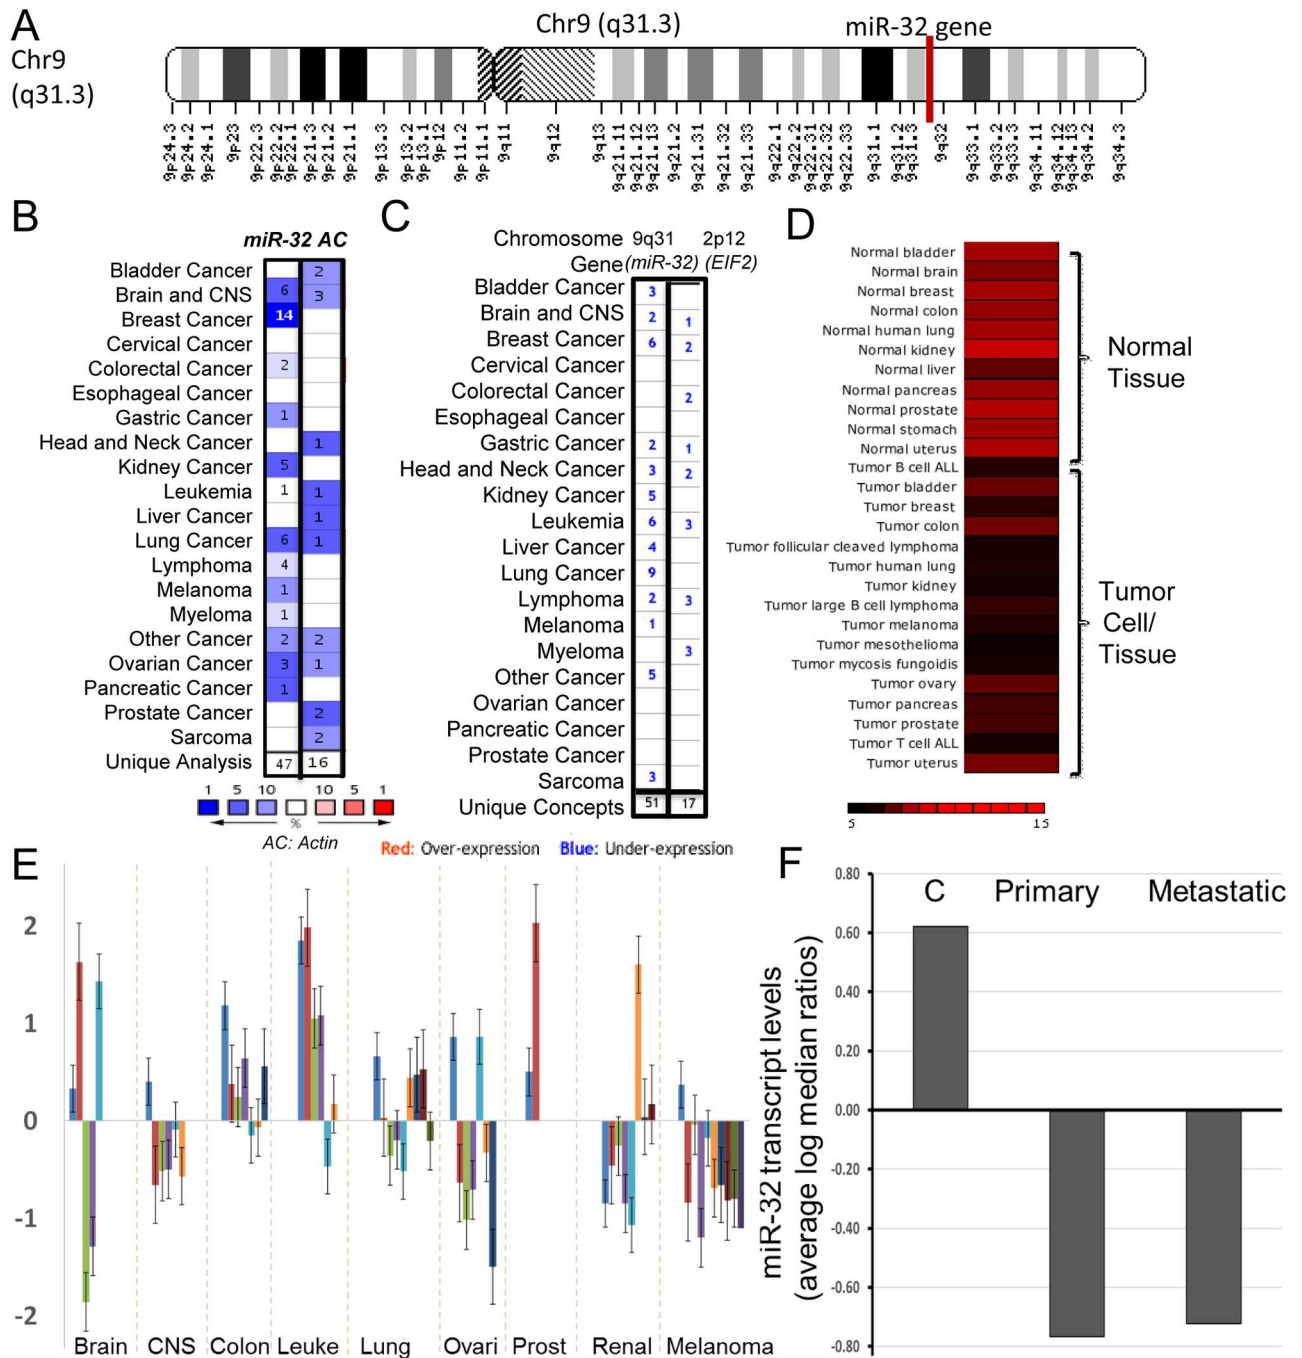 A
Chr9 (q31.3)
miR-32 gene
Chr9
(q31.3)
9p24.3
9p24.2
9p24.1
9p23
9p22.3
9p22.2
9p22.1
9p21.3
9p21.2
9p21.1
9p13.3
9p13.2
9p13.1
9p12
9p11.2
9p11.1
9q11
9q12
9q13
9q21.11
9q21.12
9q21.13
9q21.2
9q21.31
9q21.32
9q21.33
9q22.1
9q22.2
9q22.31
9q22.32
9q22.33
9q31.1
9q31.2
9q31.3
9q32
9q33.1
9q33.2
9q33.3
9q34.11
9q34.12
9q34.13
9q34.2
9q34.3
B
miR-32 AC
Bladder Cancer 2
Brain and CNS 6 3
Breast Cancer 14
Cervical Cancer
Colorectal Cancer 2
Esophageal Cancer
Gastric Cancer 1
Head and Neck Cancer 1
Kidney Cancer 5
Leukemia 1 1
Liver Cancer 1
Lung Cancer 6 1
Lymphoma 4
Melanoma 1
Myeloma 1
Other Cancer 2 2
Ovarian Cancer 3 1
Pancreatic Cancer 1
Prostate Cancer 2
Sarcoma 2
Unique Analysis 47 16
1 5 10 10 5 1
%
AC: Actin
C
Chromosome 9q31 2p12
Gene (miR-32) (EIF2)
Bladder Cancer 3
Brain and CNS 2 1
Breast Cancer 6 2
Cervical Cancer
Colorectal Cancer 2
Esophageal Cancer
Gastric Cancer 2 1
Head and Neck Cancer 3 2
Kidney Cancer 5
Leukemia 6 3
Liver Cancer 4
Lung Cancer 9
Lymphoma 2 3
Melanoma 1
Myeloma 3
Other Cancer 5
Ovarian Cancer
Pancreatic Cancer
Prostate Cancer
Sarcoma 3
Unique Concepts 51 17
Red: Over-expression Blue: Under-expression
D
Normal bladder
Normal brain
Normal breast
Normal colon
Normal human lung
Normal kidney
Normal liver
Normal pancreas
Normal prostate
Normal stomach
Normal uterus
Tumor B cell ALL
Tumor bladder
Tumor breast
Tumor colon
Tumor follicular cleaved lymphoma
Tumor human lung
Tumor kidney
Tumor large B cell lymphoma
Tumor melanoma
Tumor mesothelioma
Tumor mycosis fungoidis
Tumor ovary
Tumor pancreas
Tumor prostate
Tumor T cell ALL
Tumor uterus
Normal
Tissue
Tumor
Cell/
Tissue
5 15
E
2
1
0
-1
-2
Brain CNS Colon Leuke Lung Ovari Prost Renal Melanoma
F
miR-32 transcript levels
(average log median ratios)
C Primary Metastatic
0.80
0.60
0.40
0.20
0.00
-0.20
-0.40
-0.60
-0.80